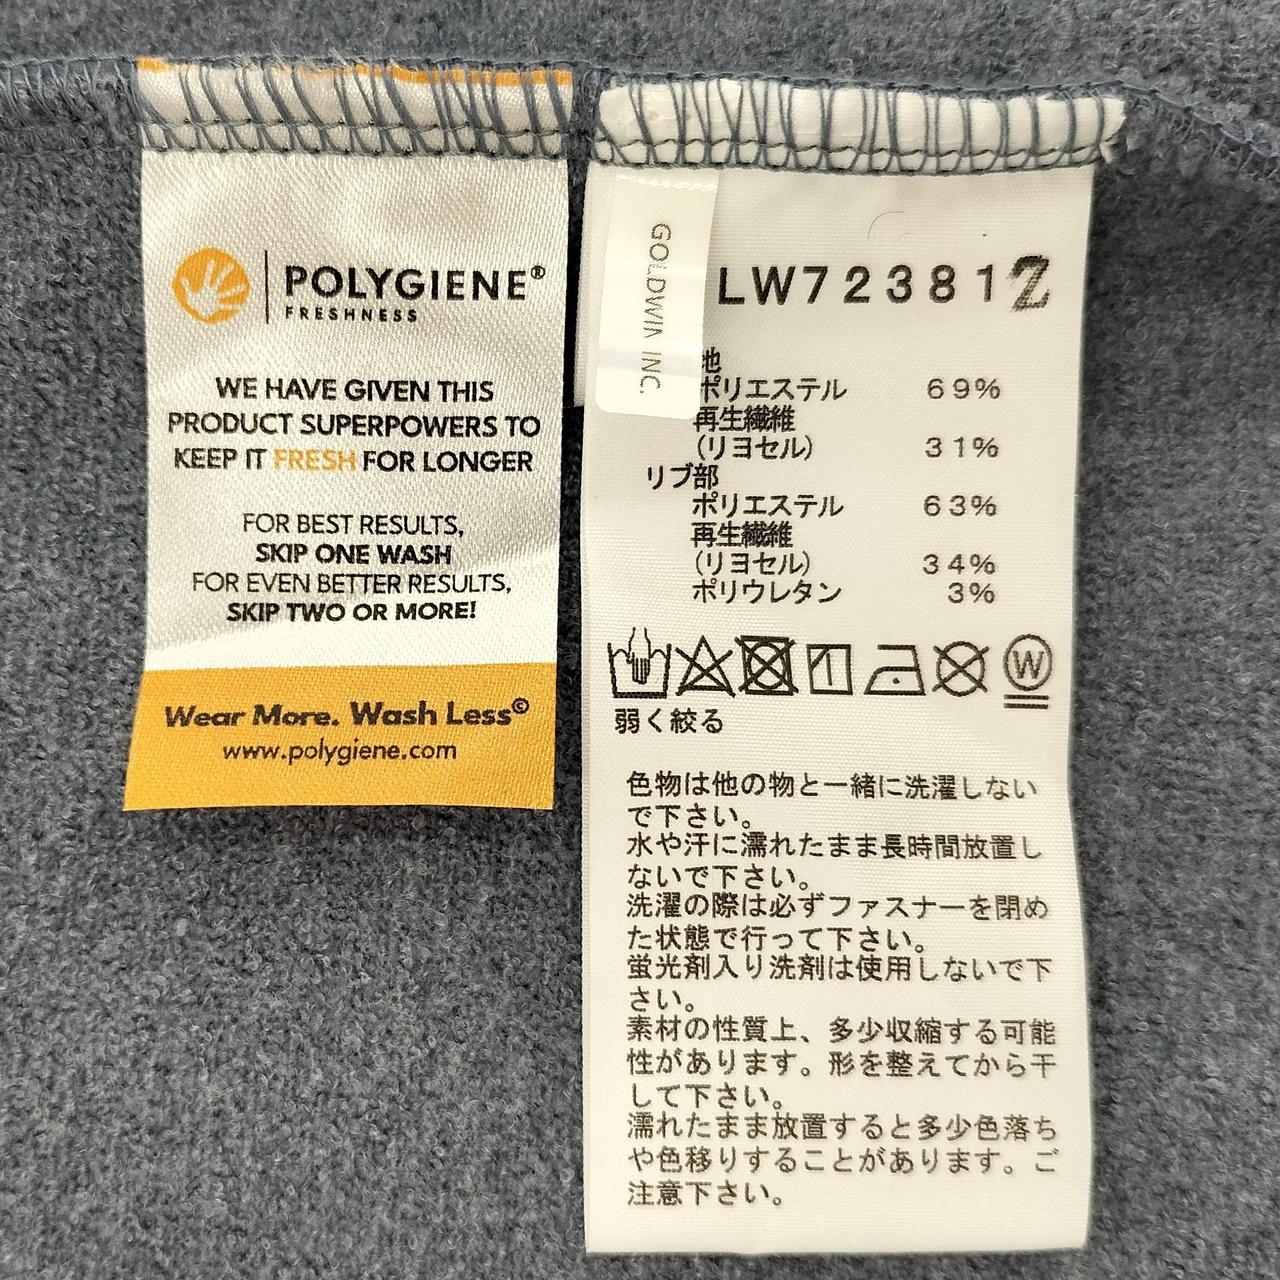 POLYGIENE®
FRESHNESS
WE HAVE GIVEN THIS
PRODUCT SUPERPOWERS TO
KEEP IT FRESH FOR LONGER
FOR BEST RESULTS,
SKIP ONE WASH
FOR EVEN BETTER RESULTS,
SKIP TWO OR MORE!
Wear More. Wash Less©
www.polygiene.com
GOLDWIN INC.
LW72381Z
地
ポリエステル 69%
再生繊維
(リヨセル) 31%
リブ部
ポリエステル 63%
再生繊維
(リヨセル) 34%
ポリウレタン 3%
W
弱く絞る
色物は他の物と一緒に洗濯しない
で下さい。
水や汗に濡れたまま長時間放置し
ないで下さい。
洗濯の際は必ずファスナーを閉め
た状態で行って下さい。
蛍光剤入り洗剤は使用しないで下
さい。
素材の性質上、多少収縮する可能
性があります。形を整えてから干
して下さい。
濡れたまま放置すると多少色落ち
や色移りすることがあります。ご
注意下さい。